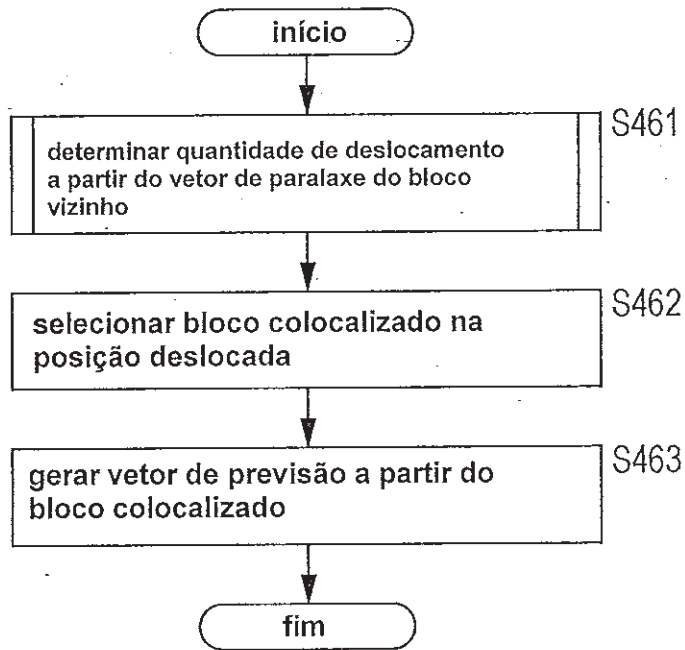 início
S461
determinar quantidade de deslocamento
a partir do vetor de paralaxe do bloco
vizinho
S462
selecionar bloco colocalizado na
posição deslocada
S463
gerar vetor de previsão a partir do
bloco colocalizado
fim